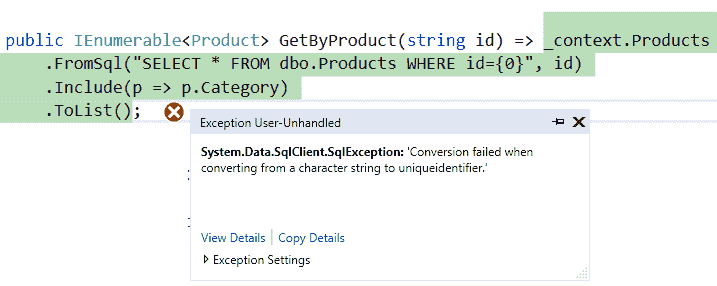 public IEnumerable<Product> GetByProduct(string id) => _context.Products
.FromSql("SELECT * FROM dbo.Products WHERE id={0}", id)
.Include(p => p.Category)
.ToList();
Exception User-Unhandled
System.Data.SqlClient.SqlException: 'Conversion failed when
converting from a character string to uniqueidentifier.'
View Details | Copy Details
Exception Settings